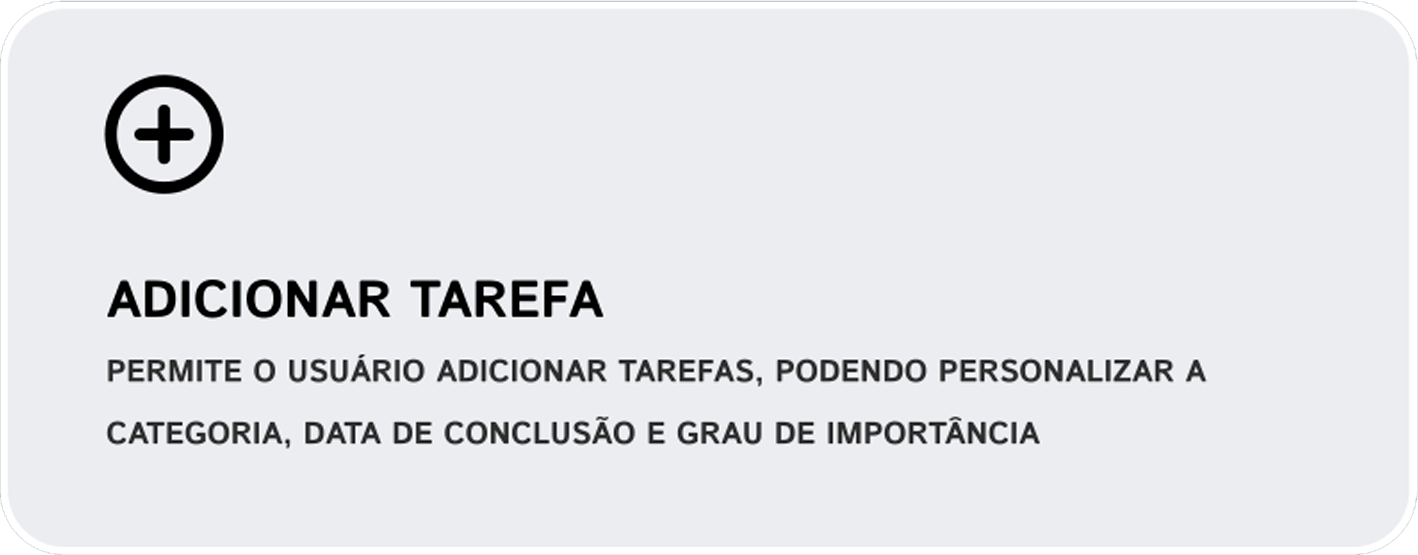 ADICIONAR TAREFA
PERMITE O USUÁRIO ADICIONAR TAREFAS, PODENDO PERSONALIZAR A
CATEGORIA, DATA DE CONCLUSÃO E GRAU DE IMPORTÂNCIA